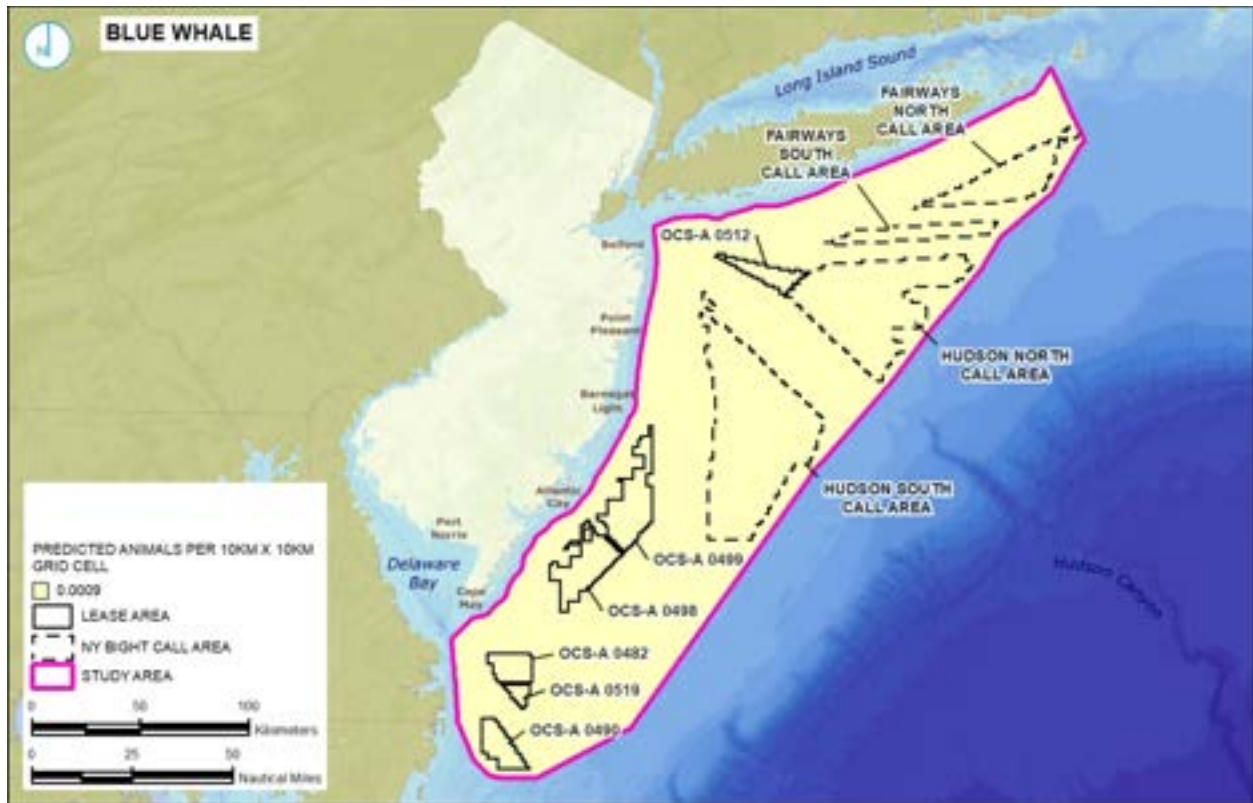 BLUE WHALE
Long Island Sound
FAIRWAYS
NORTH
CALL AREA
FAIRWAYS
SOUTH
CALL AREA
OCS-A 0512
Belford
Point
Pleasant
HUDSON NORTH
CALL AREA
Barnegat
Light
HUDSON SOUTH
CALL AREA
Atlantic
City
Port
Norris
Delaware
Bay
Cape
May
OCS-A 0499
OCS-A 0498
Hudson Canyon
OCS-A 0482
OCS-A 0519
OCS-A 0490
PREDICTED ANIMALS PER 10KM X 10KM
GRID CELL
0.0009
LEASE AREA
NY BIGHT CALL AREA
STUDY AREA
0 50 100
Kilometers
0 25 50
Nautical Miles